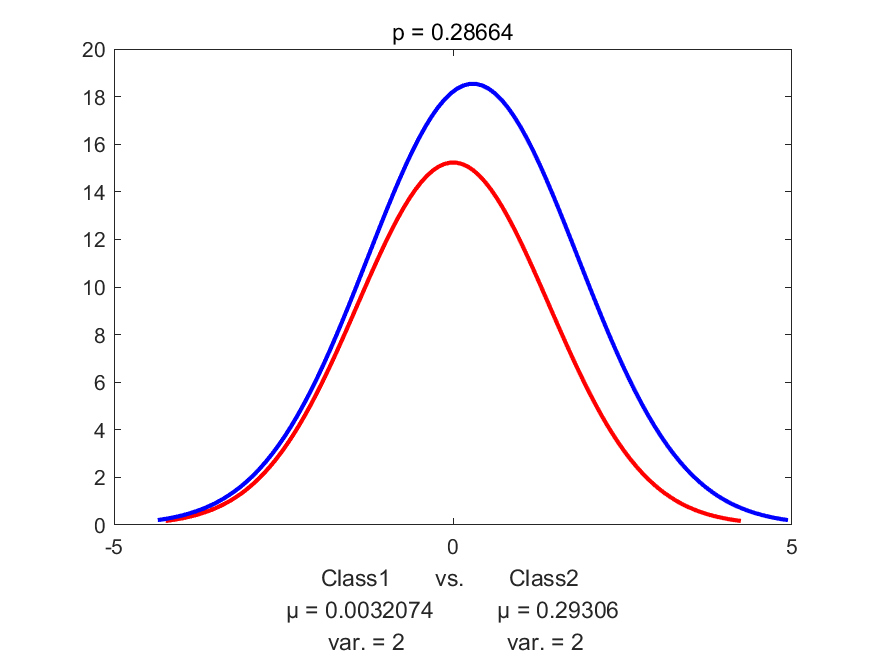 p = 0.28664
20
18
16
14
12
10
8
6
4
2
0
-5 0 5
Class1 vs. Class2
μ = 0.0032074 μ = 0.29306
var. = 2 var. = 2